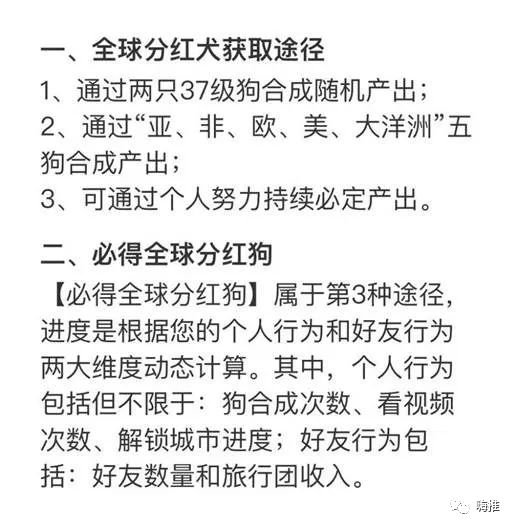 一、全球分红犬获取途径
1、通过两只37级狗合成随机产出；
2、通过“亚、非、欧、美、大洋洲”五
狗合成产出；
3、可通过个人努力持续必定产出。
二、必得全球分红狗
【必得全球分红狗】属于第3种途径，
进度是根据您的个人行为和好友行为
两大维度动态计算。其中，个人行为
包括但不限于：狗合成次数、看视频
次数、解锁城市进度；好友行为包
括：好友数量和旅行团收入。
嗨推